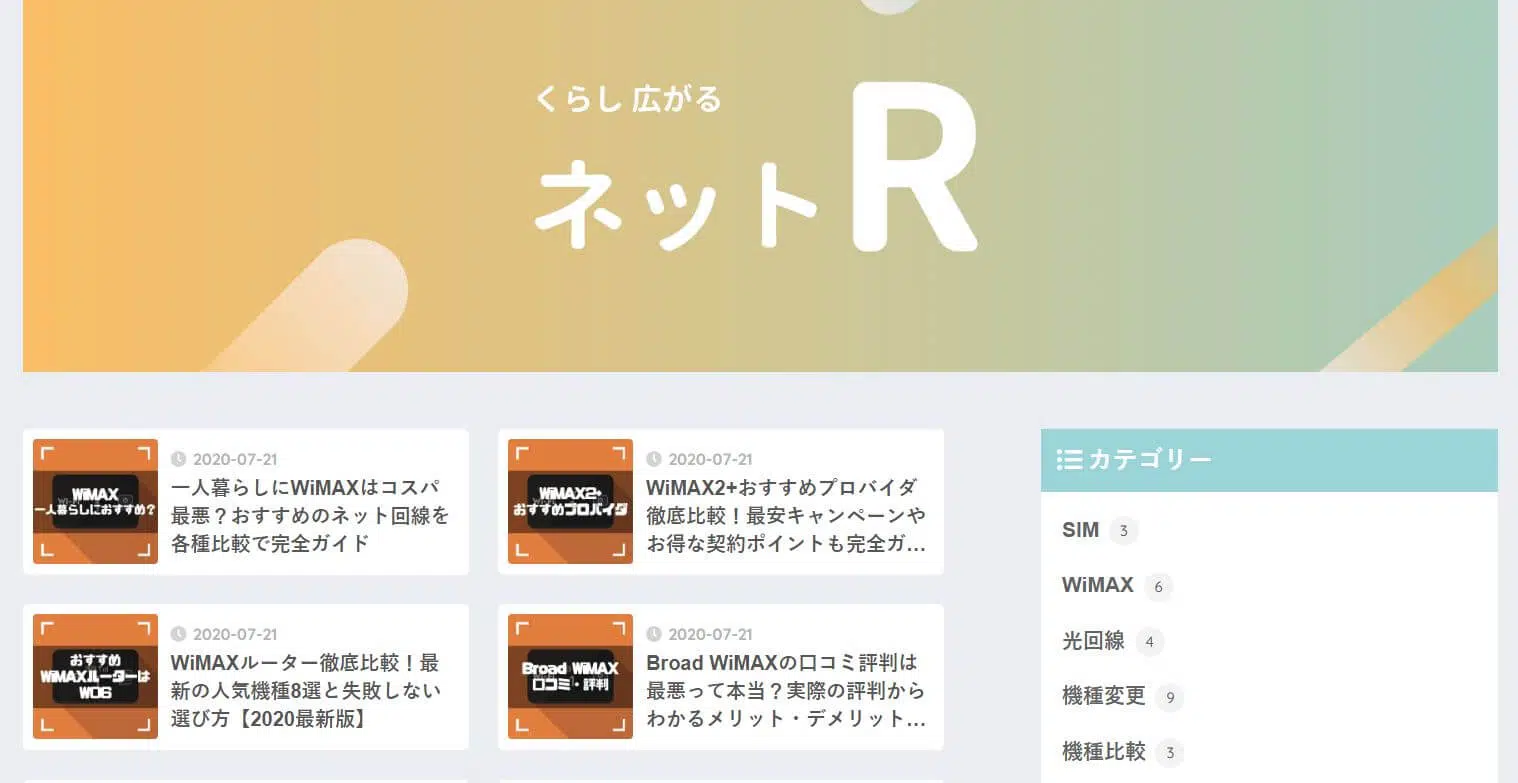 くらし 広がる
ネットR
2020-07-21
一人暮らしにWiMAXはコスパ
最悪？おすすめのネット回線を
各種比較で完全ガイド
WiMAX
一人暮らしにおすすめ?
2020-07-21
WiMAX2+おすすめプロバイダ
徹底比較！最安キャンペーンや
お得な契約ポイントも完全ガ…
WiMAX2+
おすすめプロバイダ
2020-07-21
WiMAXルーター徹底比較！最
新の人気機種8選と失敗しない
選び方【2020最新版】
おすすめ
WiMAXルーターは
W06
2020-07-21
Broad WiMAXの口コミ評判は
最悪って本当？実際の評判から
わかるメリット・デメリット…
Broad WiMAX
口コミ・評判
カテゴリー
SIM 3
WiMAX 6
光回線 4
機種変更 9
機種比較 3